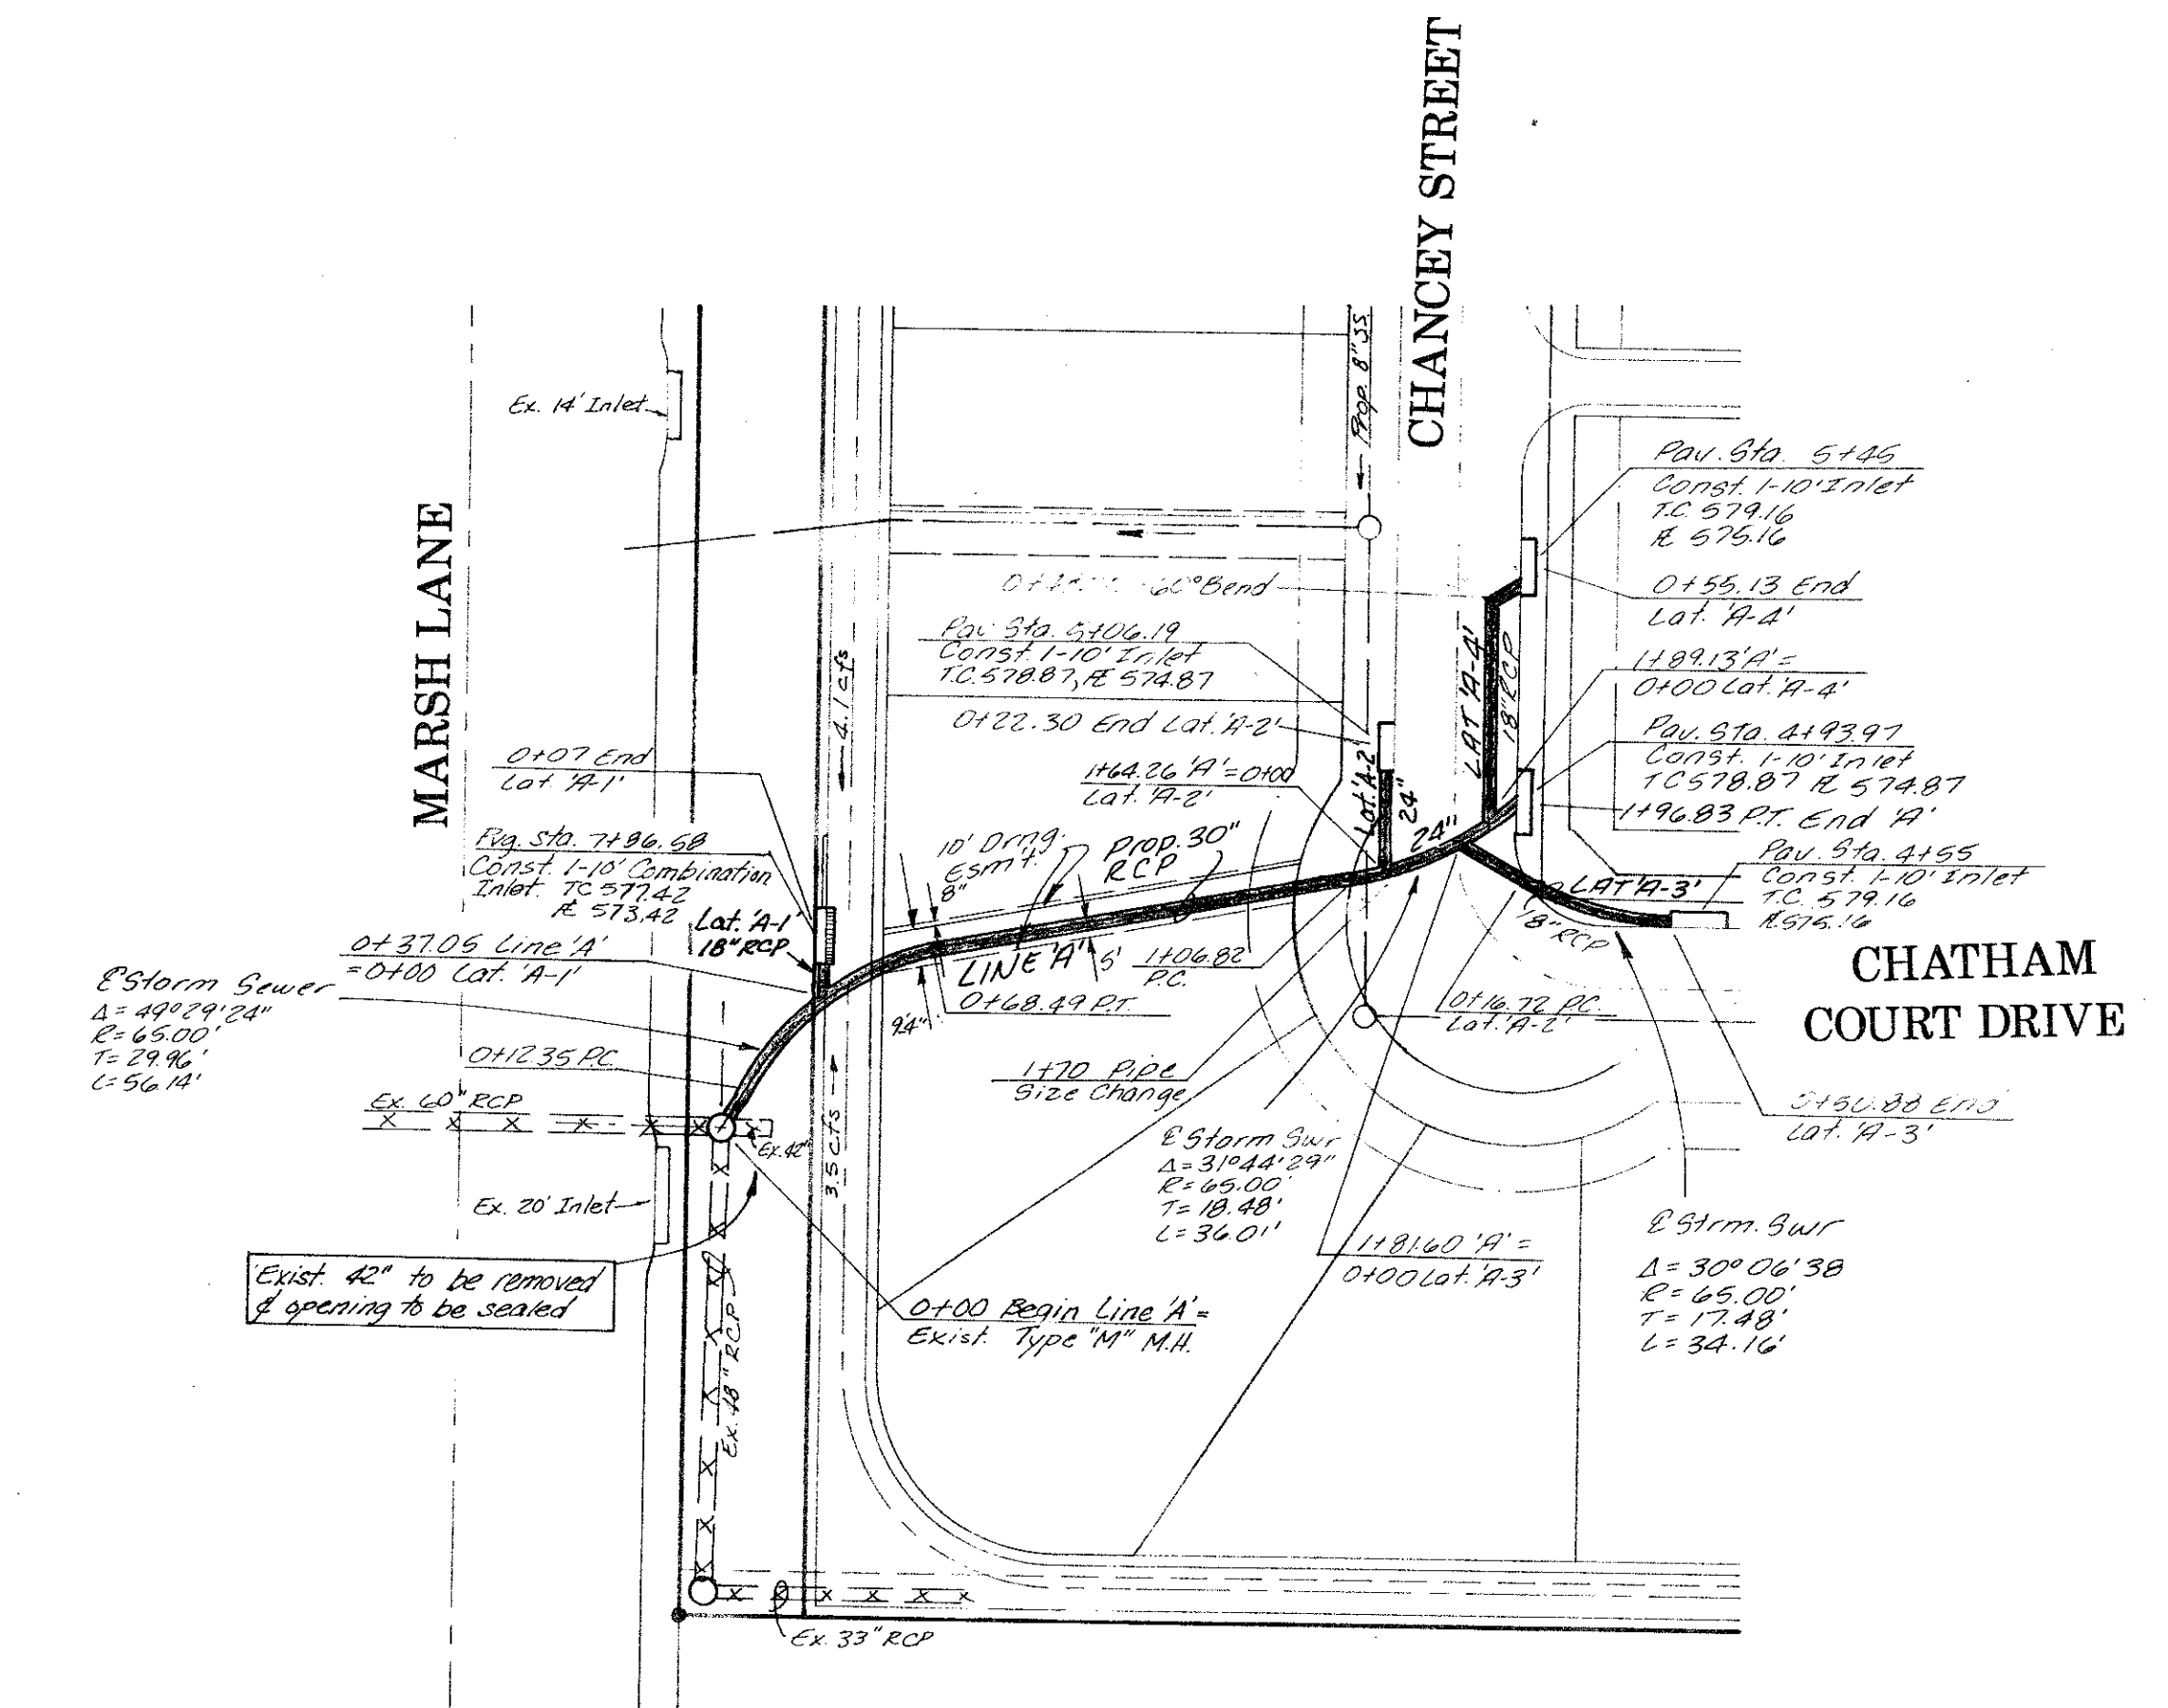 CHANCEY STREET
MARSH LANE
CHATHAM
COURT DRIVE
Ex. 14' Inlet
Prop. 8" SS
Pav. Sta. 5+45
Const. 1-10' Inlet
T.C. 579.16
FL 575.16
0+55.13 End
Lat. 'A-4'
60° Bend
Pav. Sta. 5+06.19
Const. 1-10' Inlet
T.C. 578.87, FL 574.87
0+22.30 End Lat. 'A-2'
1+64.26 'A' = 0+00
Lat. 'A-2'
LAT 'A-4'
18" RCP
1+89.13 'A' =
0+00 Lat. 'A-4'
Pav. STa. 4+93.97
Const. 1-10' Inlet
TC 578.87 FL 574.87
1+96.83 P.T. End 'A'
Pav. Sta. 4+55
Const. 1-10' Inlet
T.C. 579.16
FL 575.16
4.1 cfs
0+07 End
Lat. 'A-1'
Pvg. Sta. 7+86.58
Const. 1-10' Combination
Inlet. TC 577.42
FL 573.42
Lat. 'A-1'
18" RCP
10' Drng.
Esm't.
8"
Prop. 30"
RCP
Lat. 'A-2'
24"
24"
LAT 'A-3'
18" RCP
0+37.05 Line 'A'
= 0+00 Lat. 'A-1'
LINE 'A'
5'
1+06.82
P.C.
0+68.49 P.T.
9.4"
℄ Storm Sewer
Δ = 49°29'24"
R = 65.00'
T = 29.96'
L = 56.14'
0+12.35 P.C.
0+16.72 P.C.
Lat. 'A-2'
1+70 Pipe
Size Change
Ex. 60" RCP
Ex. 42"
3.5 cfs
Ex. 20' Inlet
Exist. 42" to be removed
& opening to be sealed
Ex. 48" RCP
0+00 Begin Line 'A' =
Exist. Type "M" M.H.
℄ Storm Swr
Δ = 31°44'29"
R = 65.00'
T = 18.48'
L = 36.01'
1+81.60 'A' =
0+00 Lat. 'A-3'
0+50.88 End
Lat. 'A-3'
℄ Strm. Swr
Δ = 30°06'38
R = 65.00'
T = 17.48'
L = 34.16'
Ex. 33" RCP